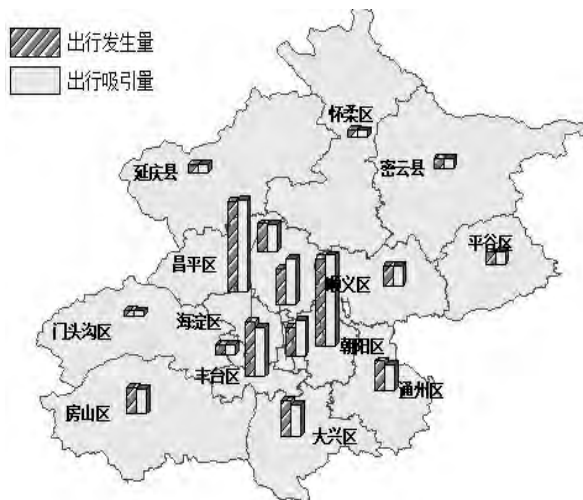 出行发生量
出行吸引量
怀柔区
延庆县
密云县
平谷区
昌平区
顺义区
海淀区
门头沟区
朝阳区
丰台区
通州区
房山区
大兴区